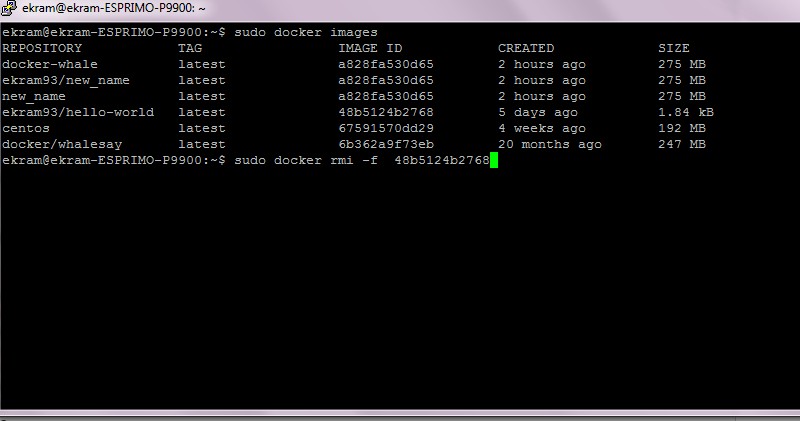 ekram@ekram-ESPRIMO-P9900: ~
ekram@ekram-ESPRIMO-P9900:~$ sudo docker images
REPOSITORY TAG IMAGE ID CREATED SIZE
docker-whale latest a828fa530d65 2 hours ago 275 MB
ekram93/new_name latest a828fa530d65 2 hours ago 275 MB
new_name latest a828fa530d65 2 hours ago 275 MB
ekram93/hello-world latest 48b5124b2768 5 days ago 1.84 kB
centos latest 67591570dd29 4 weeks ago 192 MB
docker/whalesay latest 6b362a9f73eb 20 months ago 247 MB
ekram@ekram-ESPRIMO-P9900:~$ sudo docker rmi -f  48b5124b2768